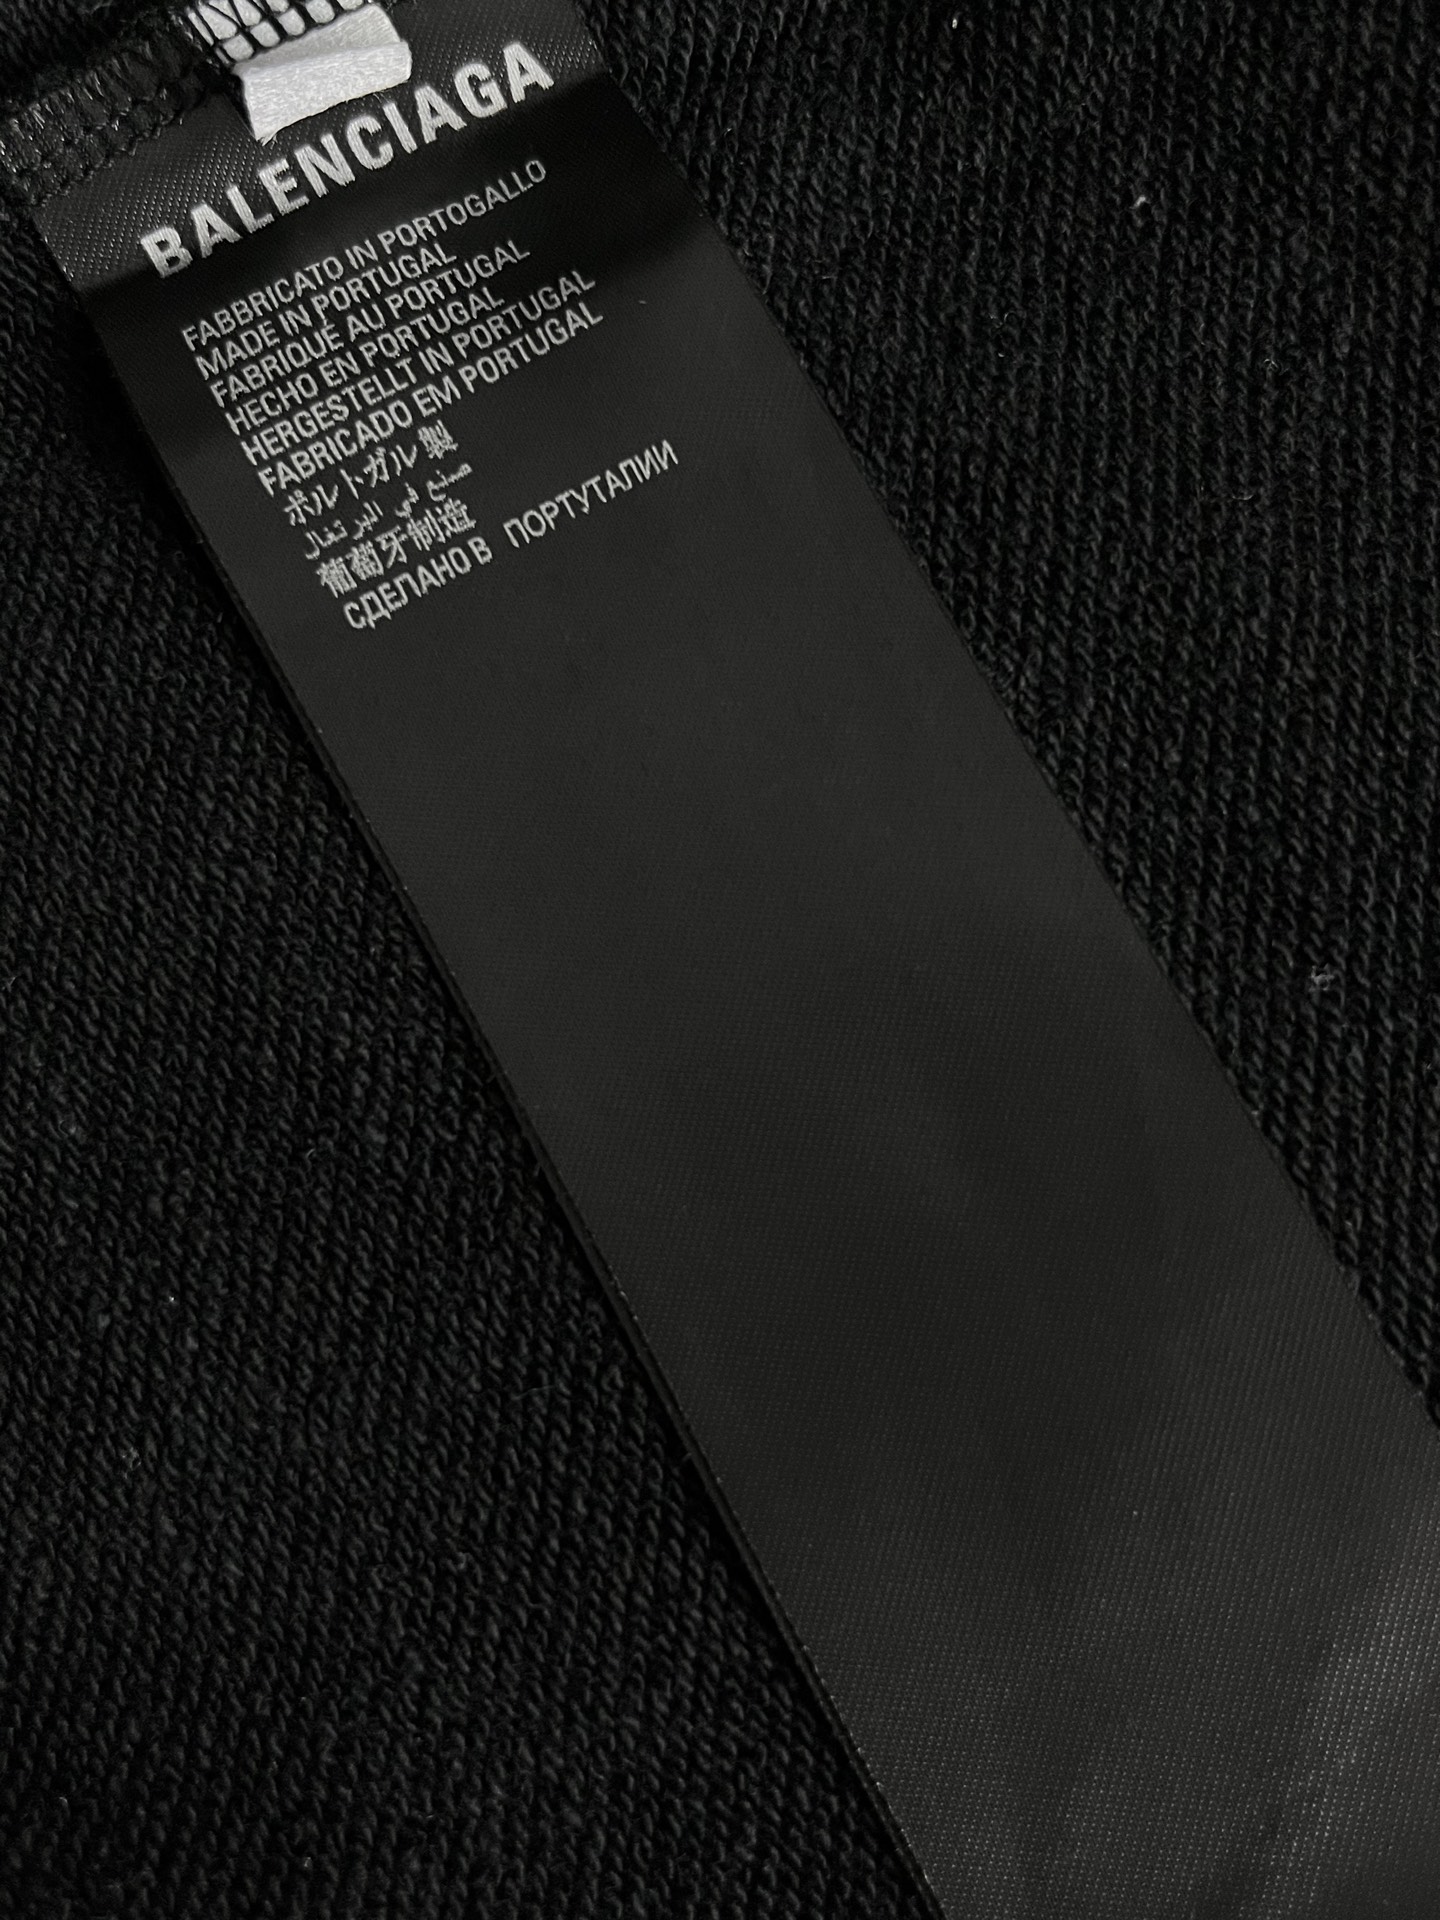 BALENCIAGA
FABBRICATO IN PORTOGALLO
MADE IN PORTUGAL
FABRIQUÉ AU PORTUGAL
HECHO EN PORTUGAL
HERGESTELLT IN PORTUGAL
FABRICADO EM PORTUGAL
ポルトガル製
صنع في البرتغال
葡萄牙制造
СДЕЛАНО В ПОРТУТАЛИИ